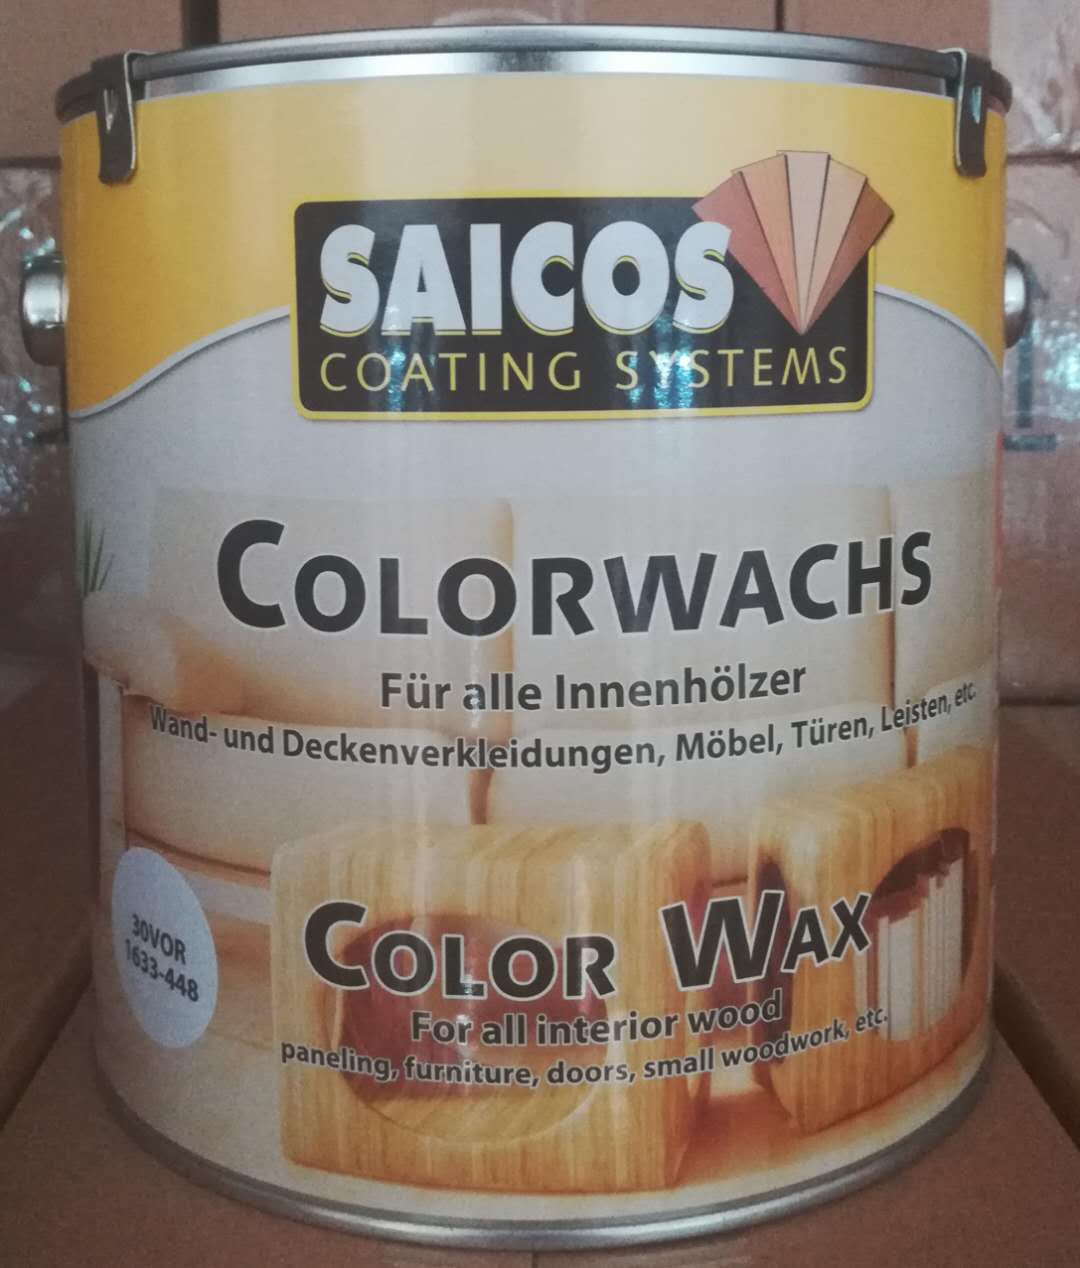 SAICOS
COATING SYSTEMS
COLORWACHS
Für alle Innenhölzer
Wand- und Deckenverkleidungen, Möbel, Türen, Leisten, etc.
30VOR
1633-448
COLOR WAX
For all interior wood
paneling, furniture, doors, small woodwork, etc.